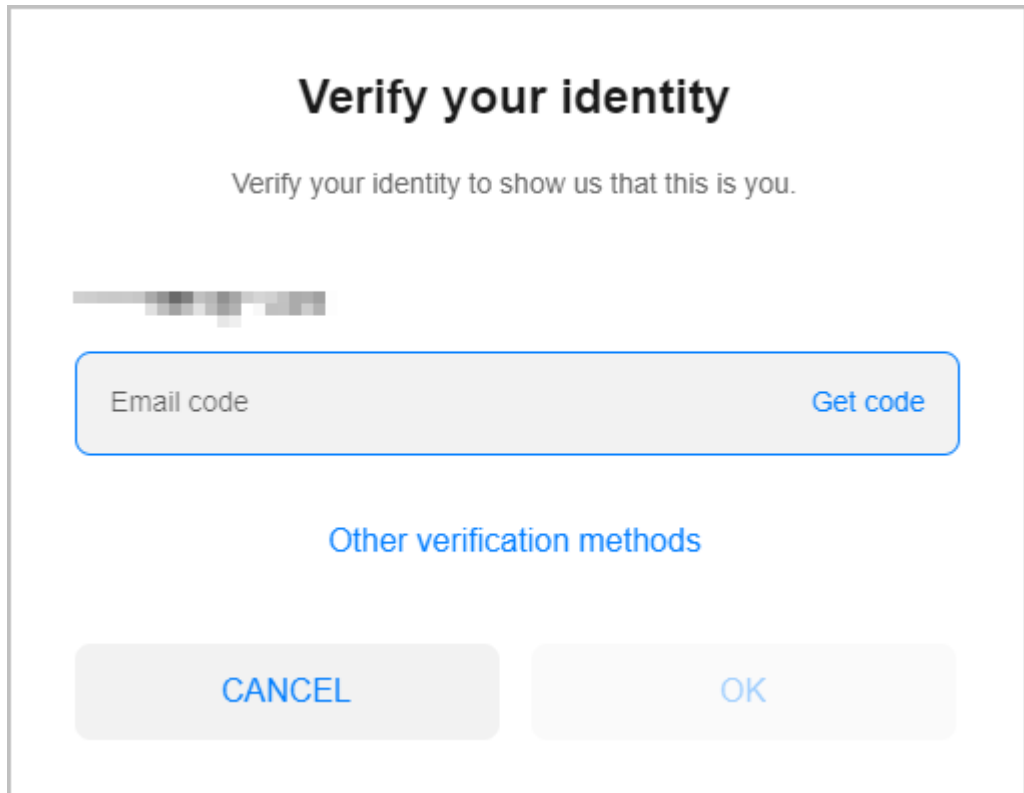 Verify your identity
Verify your identity to show us that this is you.
Email code Get code
Other verification methods
CANCEL OK